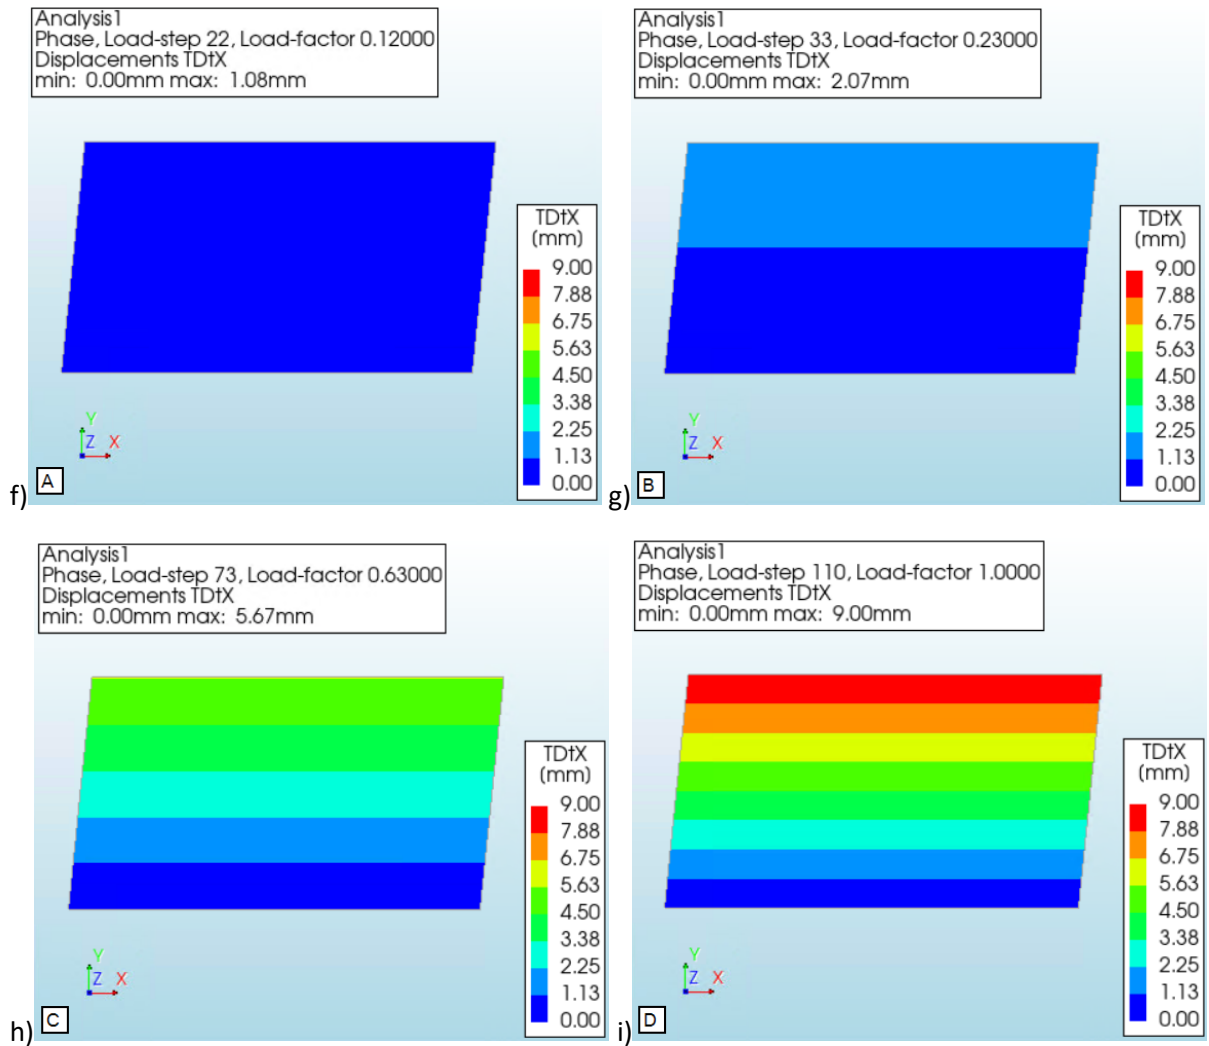 Analysis1
Phase, Load-step 22, Load-factor 0.12000
Displacements TDtX
min: 0.00mm max: 1.08mm
TDtX
(mm)
9.00
7.88
6.75
5.63
4.50
3.38
2.25
1.13
0.00
Y
Z X
f) A
Analysis1
Phase, Load-step 33, Load-factor 0.23000
Displacements TDtX
min: 0.00mm max: 2.07mm
TDtX
(mm)
9.00
7.88
6.75
5.63
4.50
3.38
2.25
1.13
0.00
Y
Z X
g) B
Analysis1
Phase, Load-step 73, Load-factor 0.63000
Displacements TDtX
min: 0.00mm max: 5.67mm
TDtX
(mm)
9.00
7.88
6.75
5.63
4.50
3.38
2.25
1.13
0.00
Y
Z X
h) C
Analysis1
Phase, Load-step 110, Load-factor 1.0000
Displacements TDtX
min: 0.00mm max: 9.00mm
TDtX
(mm)
9.00
7.88
6.75
5.63
4.50
3.38
2.25
1.13
0.00
Y
Z X
i) D